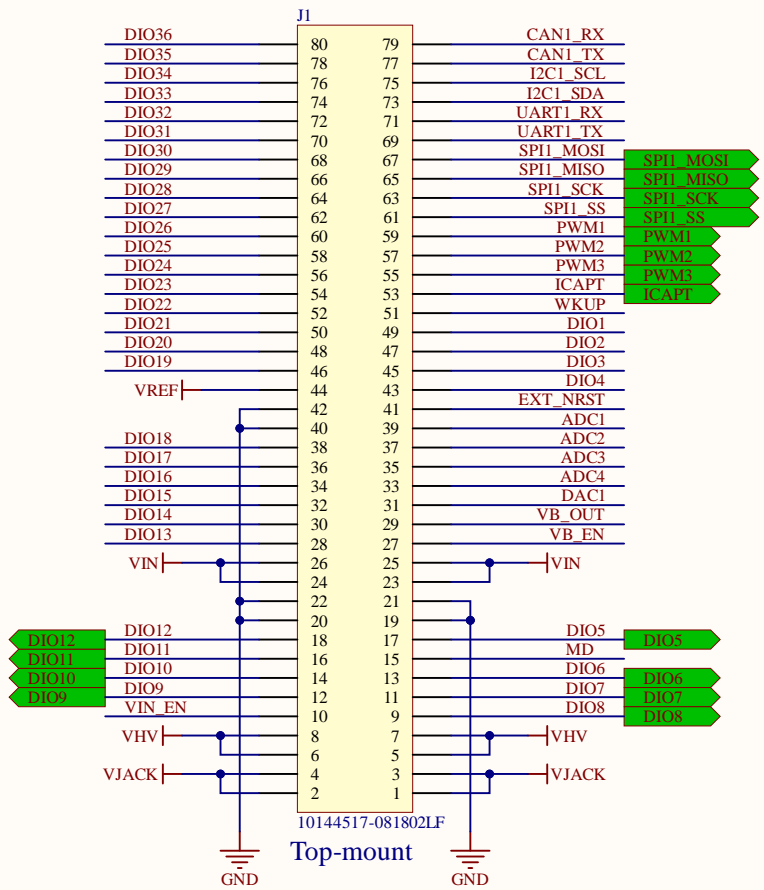 J1
DIO36 80 79 CAN1_RX
DIO35 78 77 CAN1_TX
DIO34 76 75 I2C1_SCL
DIO33 74 73 I2C1_SDA
DIO32 72 71 UART1_RX
DIO31 70 69 UART1_TX
DIO30 68 67 SPI1_MOSI SPI1_MOSI
DIO29 66 65 SPI1_MISO SPI1_MISO
DIO28 64 63 SPI1_SCK SPI1_SCK
DIO27 62 61 SPI1_SS SPI1_SS
DIO26 60 59 PWM1 PWM1
DIO25 58 57 PWM2 PWM2
DIO24 56 55 PWM3 PWM3
DIO23 54 53 ICAPT ICAPT
DIO22 52 51 WKUP
DIO21 50 49 DIO1
DIO20 48 47 DIO2
DIO19 46 45 DIO3
VREF 44 43 DIO4
42 41 EXT_NRST
40 39 ADC1
DIO18 38 37 ADC2
DIO17 36 35 ADC3
DIO16 34 33 ADC4
DIO15 32 31 DAC1
DIO14 30 29 VB_OUT
DIO13 28 27 VB_EN
VIN 26 25 VIN
24 23
22 21
20 19
DIO12 DIO12 18 17 DIO5 DIO5
DIO11 DIO11 16 15 MD
DIO10 DIO10 14 13 DIO6 DIO6
DIO9 DIO9 12 11 DIO7 DIO7
VIN_EN 10 9 DIO8 DIO8
VHV 8 7 VHV
6 5
VJACK 4 3 VJACK
2 1
10144517-081802LF
Top-mount
GND GND